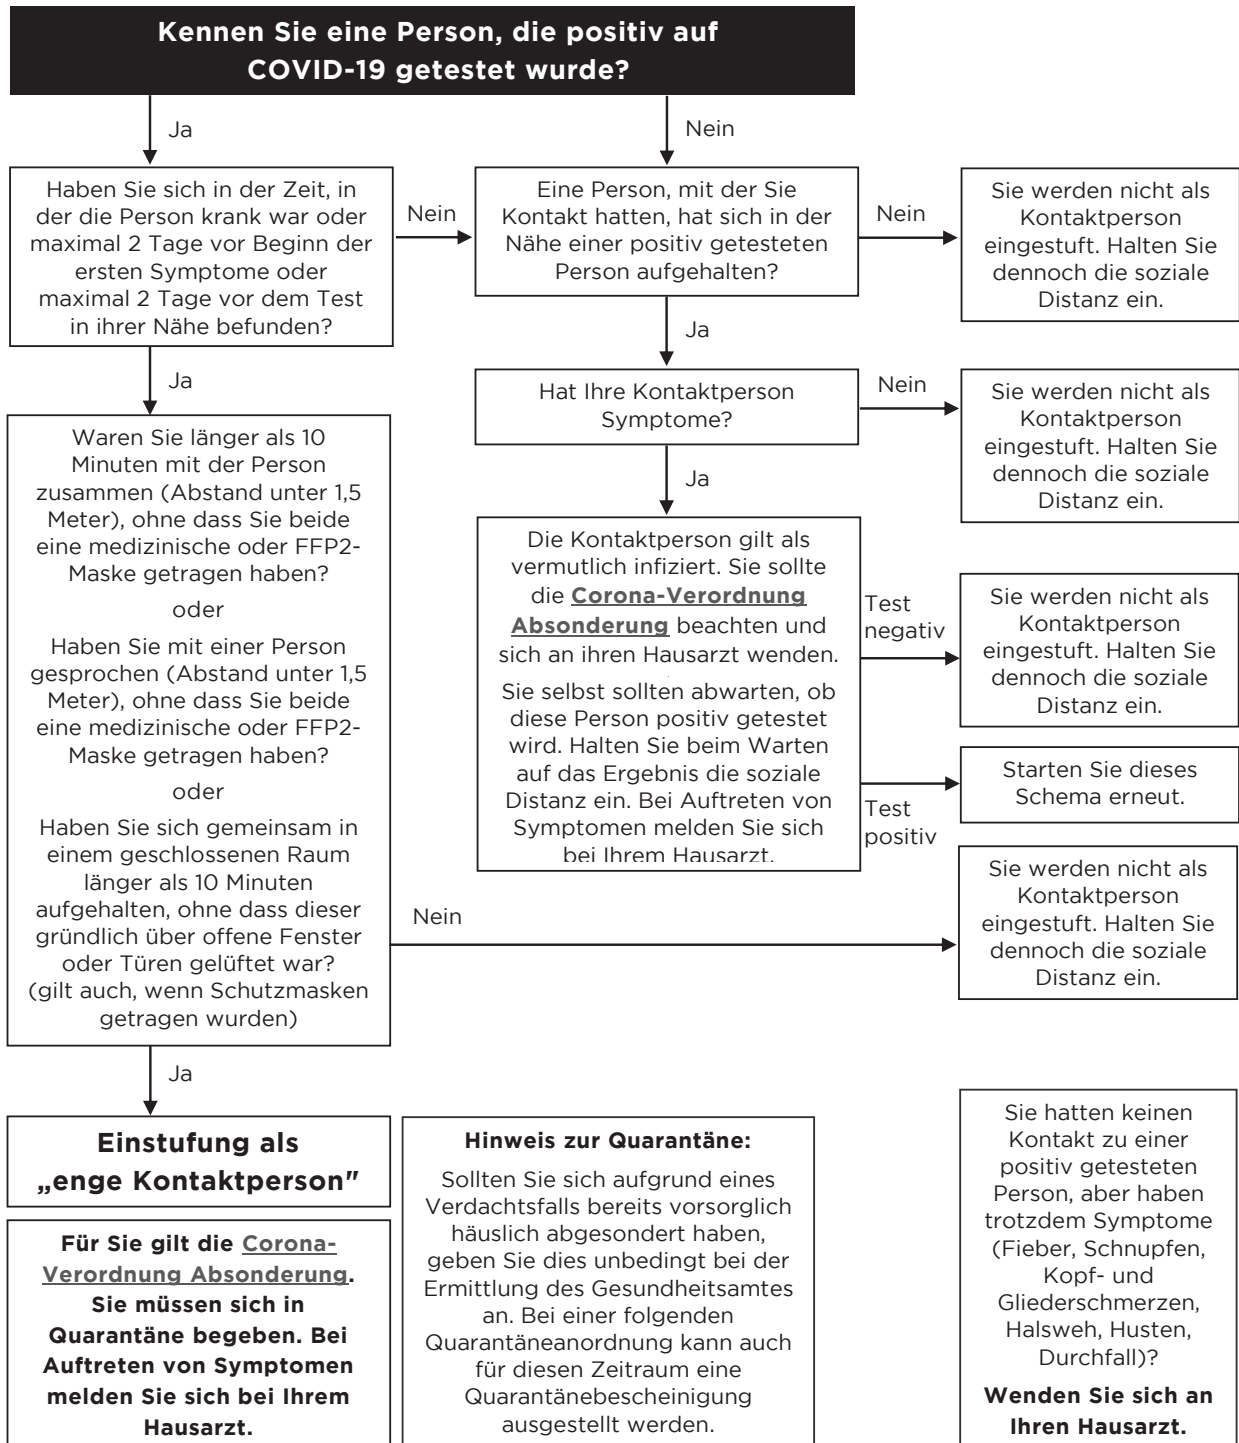 Kennen Sie eine Person, die positiv auf
COVID-19 getestet wurde?
Ja
Nein
Haben Sie sich in der Zeit, in
der die Person krank war oder
maximal 2 Tage vor Beginn der
ersten Symptome oder
maximal 2 Tage vor dem Test
in ihrer Nähe befunden?
Nein
Eine Person, mit der Sie
Kontakt hatten, hat sich in der
Nähe einer positiv getesteten
Person aufgehalten?
Nein
Sie werden nicht als
Kontaktperson
eingestuft. Halten Sie
dennoch die soziale
Distanz ein.
Ja
Ja
Hat Ihre Kontaktperson
Symptome?
Nein
Sie werden nicht als
Kontaktperson
eingestuft. Halten Sie
dennoch die soziale
Distanz ein.
Waren Sie länger als 10
Minuten mit der Person
zusammen (Abstand unter 1,5
Meter), ohne dass Sie beide
eine medizinische oder FFP2-
Maske getragen haben?
oder
Haben Sie mit einer Person
gesprochen (Abstand unter 1,5
Meter), ohne dass Sie beide
eine medizinische oder FFP2-
Maske getragen haben?
oder
Haben Sie sich gemeinsam in
einem geschlossenen Raum
länger als 10 Minuten
aufgehalten, ohne dass dieser
gründlich über offene Fenster
oder Türen gelüftet war?
(gilt auch, wenn Schutzmasken
getragen wurden)
Ja
Die Kontaktperson gilt als
vermutlich infiziert. Sie sollte
die Corona-Verordnung
Absonderung beachten und
sich an ihren Hausarzt wenden.
Sie selbst sollten abwarten, ob
diese Person positiv getestet
wird. Halten Sie beim Warten
auf das Ergebnis die soziale
Distanz ein. Bei Auftreten von
Symptomen melden Sie sich
bei Ihrem Hausarzt.
Test
negativ
Sie werden nicht als
Kontaktperson
eingestuft. Halten Sie
dennoch die soziale
Distanz ein.
Test
positiv
Starten Sie dieses
Schema erneut.
Nein
Sie werden nicht als
Kontaktperson
eingestuft. Halten Sie
dennoch die soziale
Distanz ein.
Ja
Einstufung als
„enge Kontaktperson"
Für Sie gilt die Corona-
Verordnung Absonderung.
Sie müssen sich in
Quarantäne begeben. Bei
Auftreten von Symptomen
melden Sie sich bei Ihrem
Hausarzt.
Hinweis zur Quarantäne:
Sollten Sie sich aufgrund eines
Verdachtsfalls bereits vorsorglich
häuslich abgesondert haben,
geben Sie dies unbedingt bei der
Ermittlung des Gesundheitsamtes
an. Bei einer folgenden
Quarantäneanordnung kann auch
für diesen Zeitraum eine
Quarantänebescheinigung
ausgestellt werden.
Sie hatten keinen
Kontakt zu einer
positiv getesteten
Person, aber haben
trotzdem Symptome
(Fieber, Schnupfen,
Kopf- und
Gliederschmerzen,
Halsweh, Husten,
Durchfall)?
Wenden Sie sich an
Ihren Hausarzt.